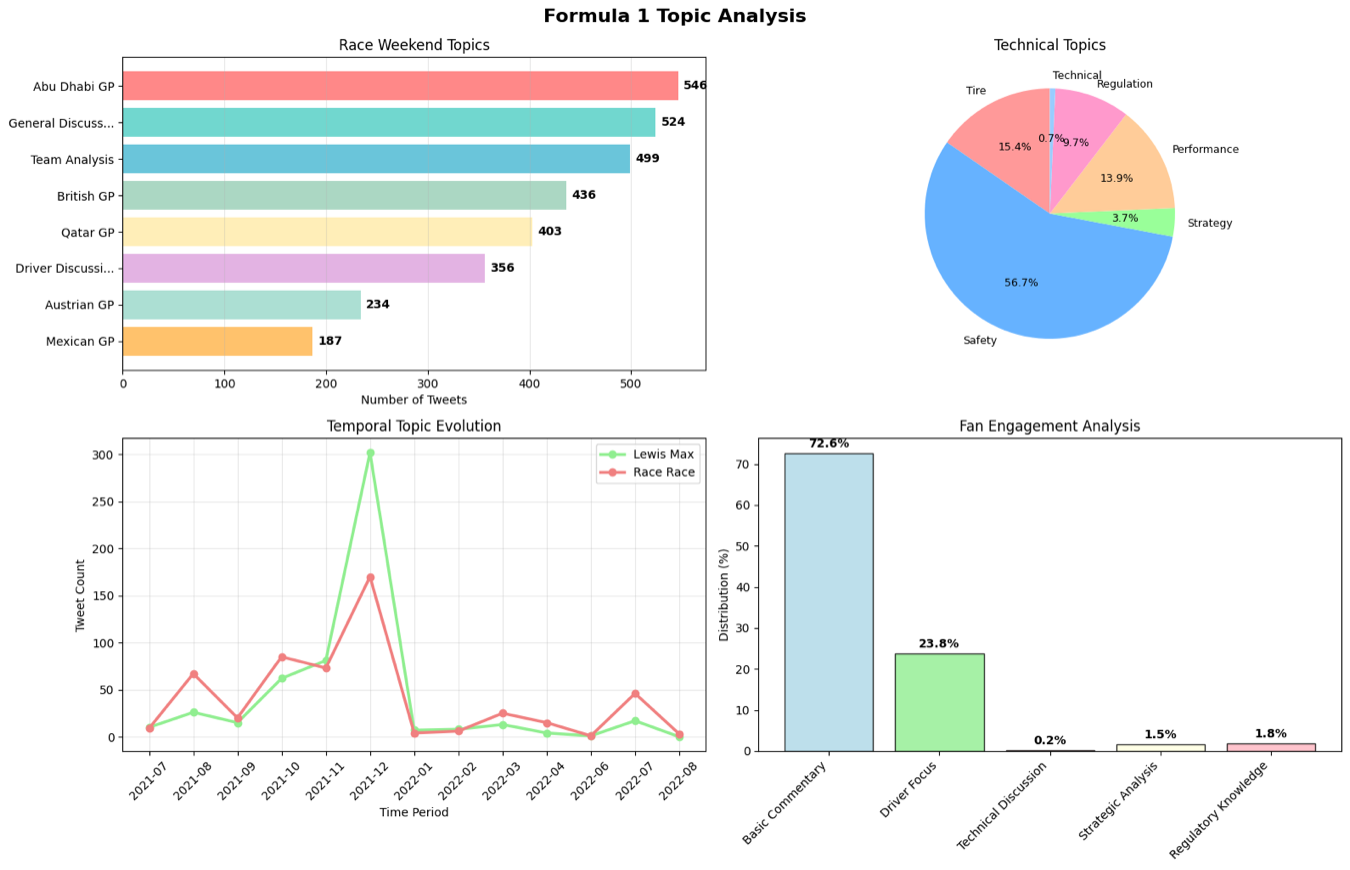 Formula 1 Topic Analysis
Race Weekend Topics
Abu Dhabi GP
546
General Discuss...
524
Team Analysis
499
British GP
436
Qatar GP
403
Driver Discussi...
356
Austrian GP
234
Mexican GP
187
0 100 200 300 400 500
Number of Tweets
Technical Topics
Technical
Regulation
Tire
Performance
Strategy
Safety
15.4%
0.7%
9.7%
13.9%
3.7%
56.7%
Temporal Topic Evolution
Lewis Max
Race Race
Tweet Count
300
250
200
150
100
50
0
2021-07 2021-08 2021-09 2021-10 2021-11 2021-12 2022-01 2022-02 2022-03 2022-04 2022-06 2022-07 2022-08
Time Period
Fan Engagement Analysis
Distribution (%)
70
60
50
40
30
20
10
0
72.6%
23.8%
0.2%
1.5%
1.8%
Basic Commentary
Driver Focus
Technical Discussion
Strategic Analysis
Regulatory Knowledge